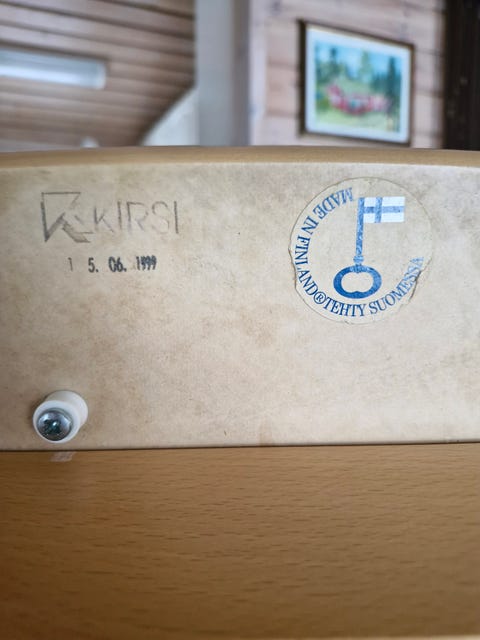 KIRSI
15. 06. 1999
MADE IN FINLAND®TEHTY SUOMESSA